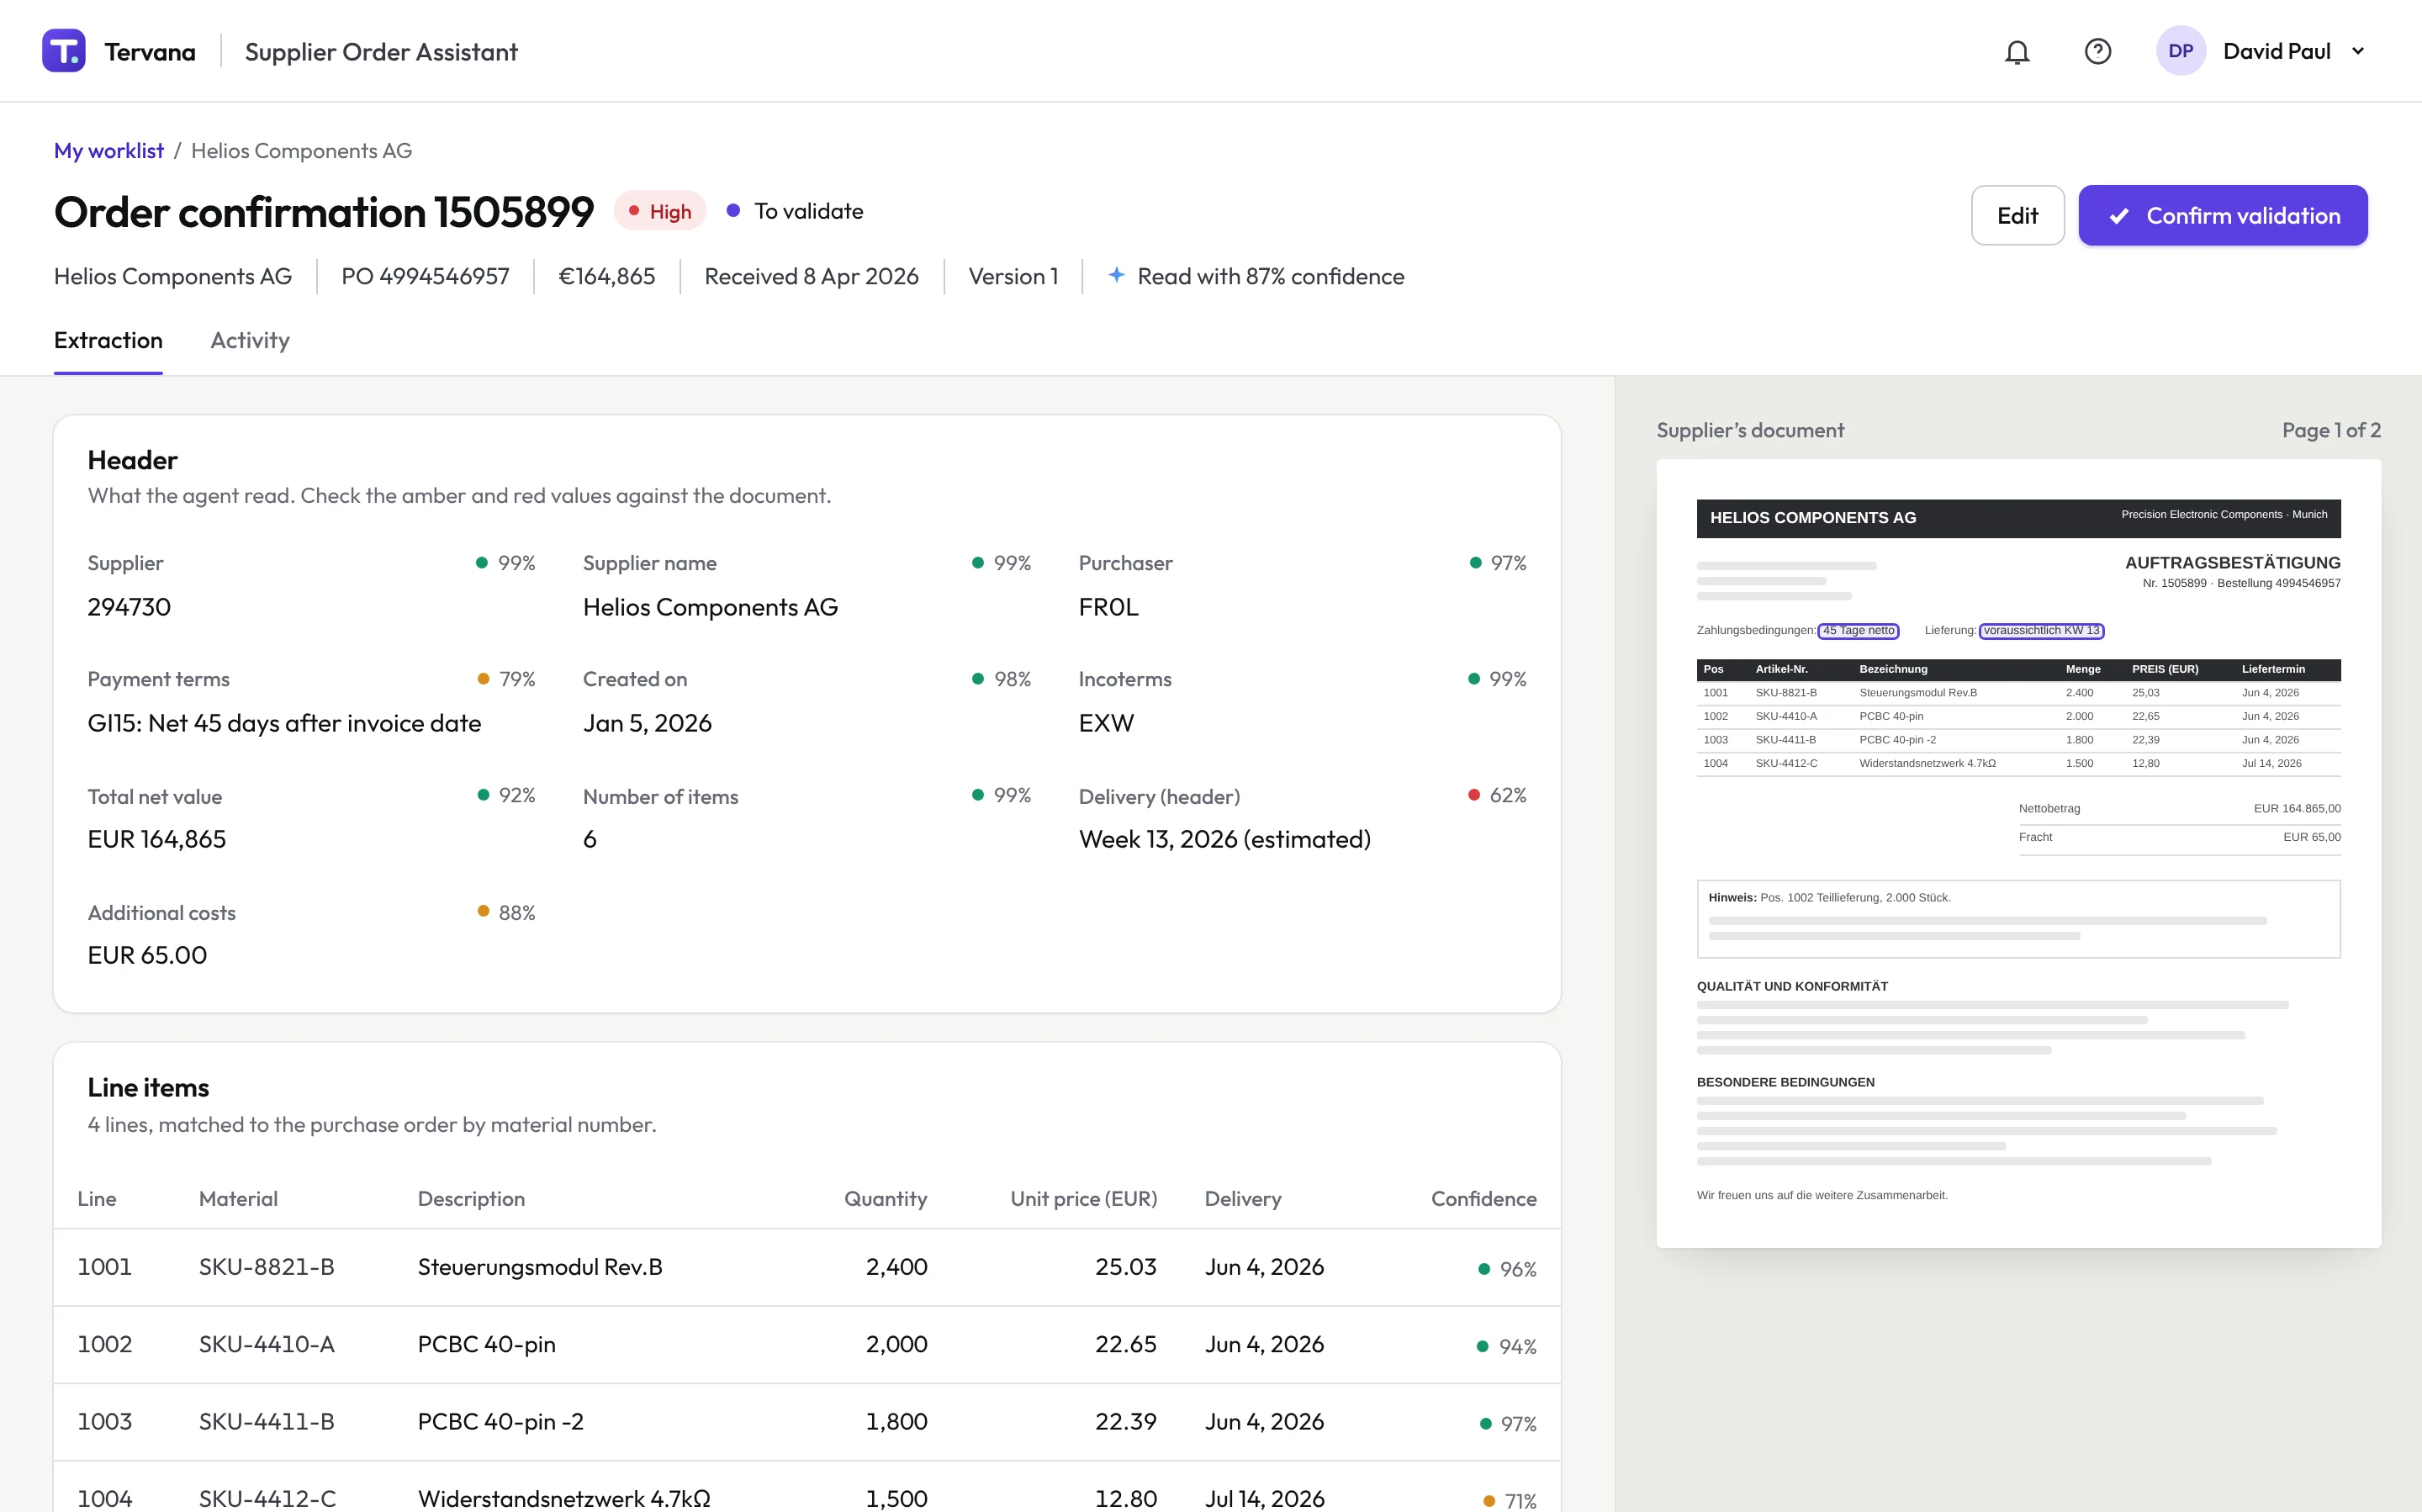 T.
Tervana
Supplier Order Assistant
DP
David Paul
My worklist / Helios Components AG
Order confirmation 1505899
High
To validate
Edit
Confirm validation
Helios Components AG
PO 4994546957
€164,865
Received 8 Apr 2026
Version 1
Read with 87% confidence
Extraction
Activity
Header
What the agent read. Check the amber and red values against the document.
Supplier 99%
294730
Supplier name 99%
Helios Components AG
Purchaser 97%
FR0L
Payment terms 79%
GI15: Net 45 days after invoice date
Created on 98%
Jan 5, 2026
Incoterms 99%
EXW
Total net value 92%
EUR 164,865
Number of items 99%
6
Delivery (header) 62%
Week 13, 2026 (estimated)
Additional costs 88%
EUR 65.00
Line items
4 lines, matched to the purchase order by material number.
Line Material Description Quantity Unit price (EUR) Delivery Confidence
1001 SKU-8821-B Steuerungsmodul Rev.B 2,400 25.03 Jun 4, 2026 96%
1002 SKU-4410-A PCBC 40-pin 2,000 22.65 Jun 4, 2026 94%
1003 SKU-4411-B PCBC 40-pin -2 1,800 22.39 Jun 4, 2026 97%
1004 SKU-4412-C Widerstandsnetzwerk 4.7kΩ 1,500 12.80 Jul 14, 2026 71%
Supplier's document
Page 1 of 2
HELIOS COMPONENTS AG
Precision Electronic Components · Munich
AUFTRAGSBESTÄTIGUNG
Nr. 1505899 · Bestellung 4994546957
Zahlungsbedingungen: 45 Tage netto Lieferung: voraussichtlich KW 13
Pos Artikel-Nr. Bezeichnung Menge PREIS (EUR) Liefertermin
1001 SKU-8821-B Steuerungsmodul Rev.B 2.400 25,03 Jun 4, 2026
1002 SKU-4410-A PCBC 40-pin 2.000 22,65 Jun 4, 2026
1003 SKU-4411-B PCBC 40-pin -2 1.800 22,39 Jun 4, 2026
1004 SKU-4412-C Widerstandsnetzwerk 4.7kΩ 1.500 12,80 Jul 14, 2026
Nettobetrag EUR 164.865,00
Fracht EUR 65,00
Hinweis: Pos. 1002 Teillieferung, 2.000 Stück.
QUALITÄT UND KONFORMITÄT
BESONDERE BEDINGUNGEN
Wir freuen uns auf die weitere Zusammenarbeit.